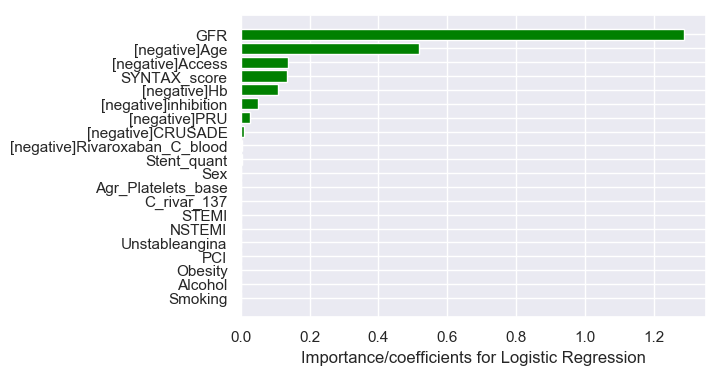 GFR
[negative]Age
[negative]Access
SYNTAX_score
[negative]Hb
[negative]inhibition
[negative]PRU
[negative]CRUSADE
[negative]Rivaroxaban_C_blood
Stent_quant
Sex
Agr_Platelets_base
C_rivar_137
STEMI
NSTEMI
Unstableangina
PCI
Obesity
Alcohol
Smoking
0.0 0.2 0.4 0.6 0.8 1.0 1.2
Importance/coefficients for Logistic Regression